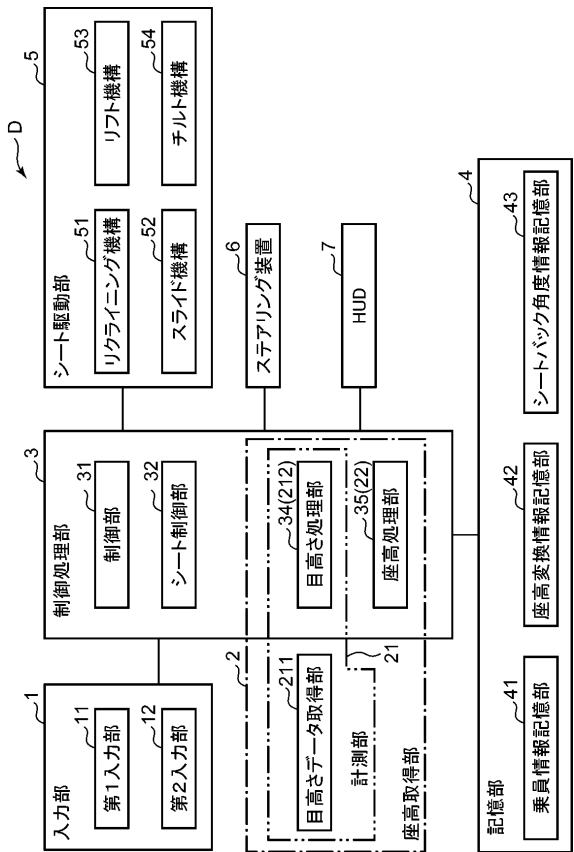 D
1
入力部
11
第1入力部
12
第2入力部
2
211
目高さデータ取得部
計測部
21
座高取得部
3
制御処理部
31
制御部
32
シート制御部
34(212)
目高さ処理部
35(22)
座高処理部
5
シート駆動部
51
リクライニング機構
52
スライド機構
53
リフト機構
54
チルト機構
6
ステアリング装置
7
HUD
4
記憶部
41
乗員情報記憶部
42
座高変換情報記憶部
43
シートバック角度情報記憶部